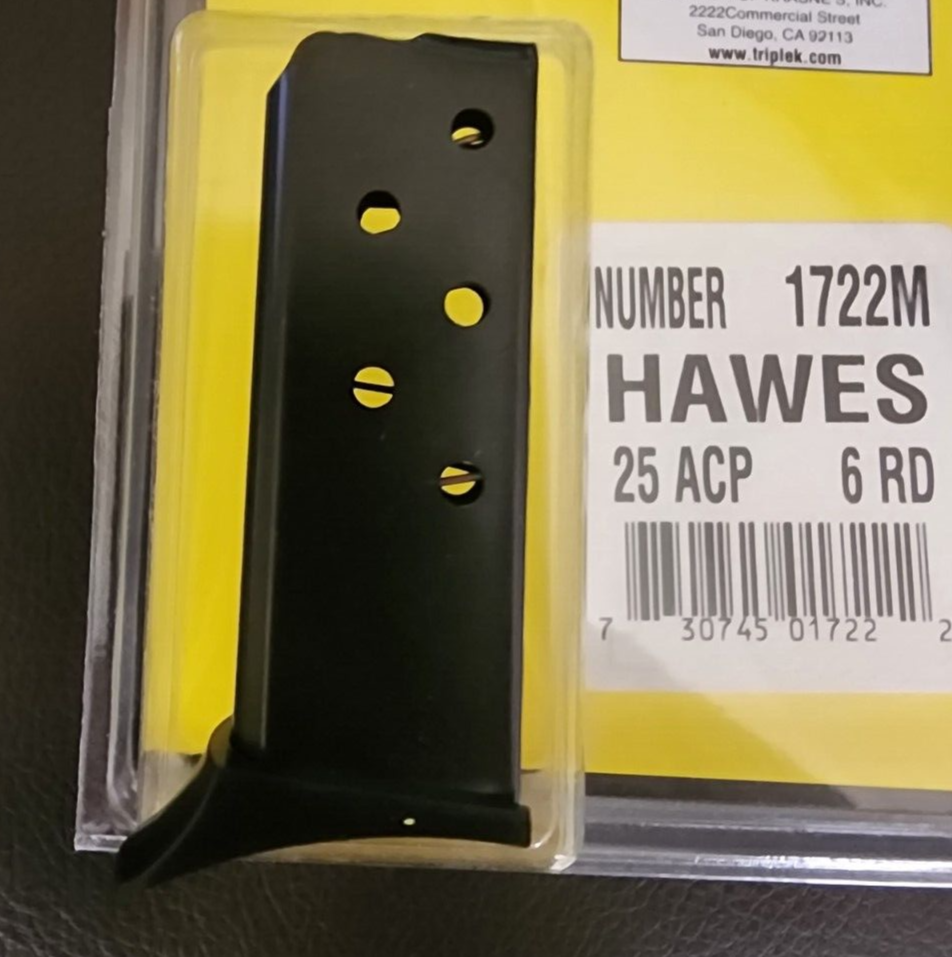 INC.
2222Commercial Street
San Diego, CA 92113
www.triplek.com
NUMBER 1722M
HAWES
25 ACP 6 RD
7 30745 01722 2